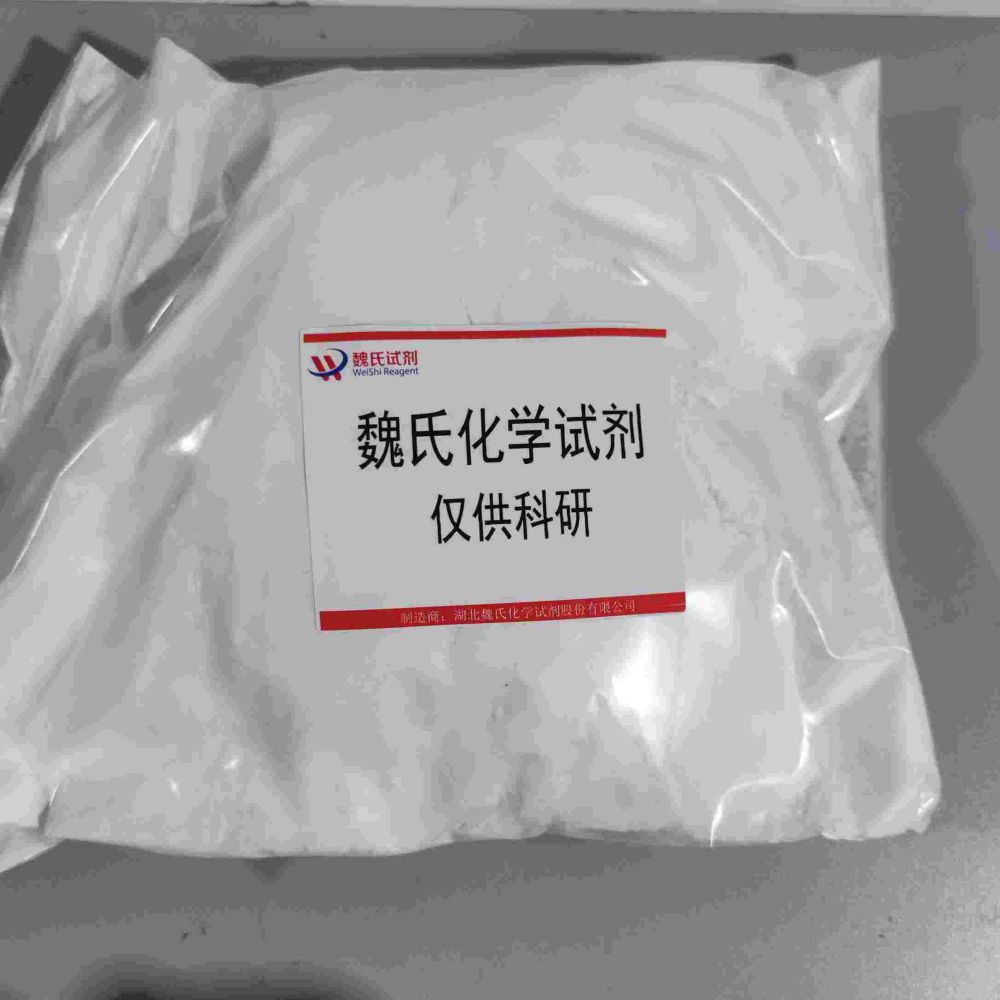 魏氏试剂
WeiShi Reagent
魏氏化学试剂
仅供科研
制造商：湖北魏氏化学试剂股份有限公司